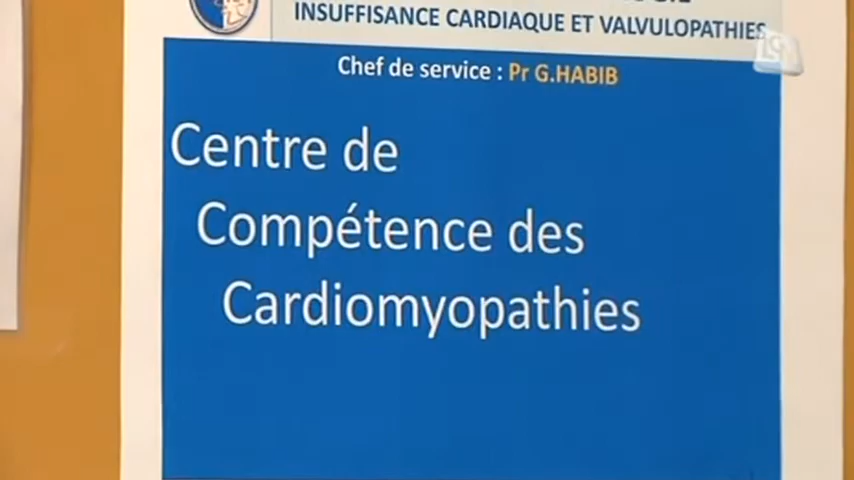 INSUFFISANCE CARDIAQUE ET VALVULOPATHIES
Chef de service : Pr G.HABIB
Centre de
Compétence des
Cardiomyopathies